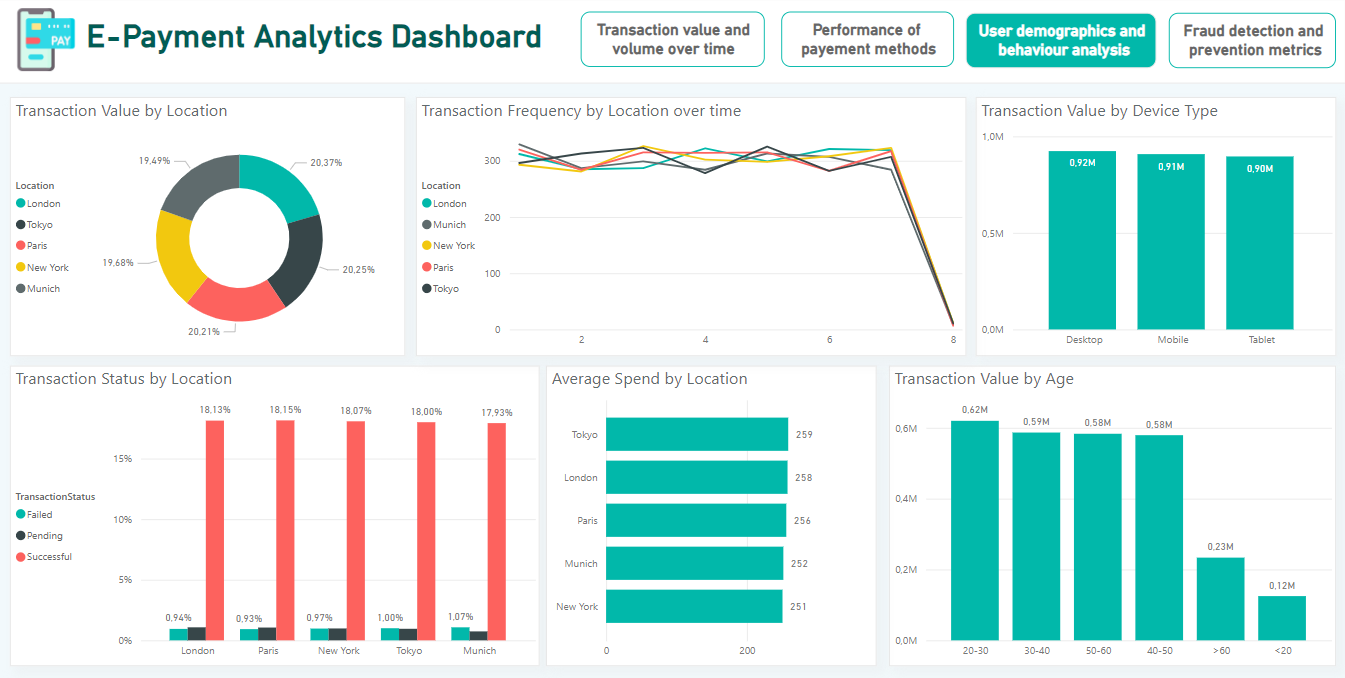 PAY
E-Payment Analytics Dashboard
Transaction value and
volume over time
Performance of
payement methods
User demographics and
behaviour analysis
Fraud detection and
prevention metrics
Transaction Value by Location
Location
London
Tokyo
Paris
New York
Munich
19,49%
20,37%
19,68%
20,25%
20,21%
Transaction Frequency by Location over time
Location
London
Munich
New York
Paris
Tokyo
300
200
100
0
2 4 6 8
Transaction Value by Device Type
1,0M
0,5M
0,0M
0,92M 0,91M 0,90M
Desktop Mobile Tablet
Transaction Status by Location
TransactionStatus
Failed
Pending
Successful
15%
10%
5%
0%
18,13% 18,15% 18,07% 18,00% 17,93%
0,94% 0,93% 0,97% 1,00% 1,07%
London Paris New York Tokyo Munich
Average Spend by Location
Tokyo 259
London 258
Paris 256
Munich 252
New York 251
0 200
Transaction Value by Age
0,6M
0,4M
0,2M
0,0M
0,62M 0,59M 0,58M 0,58M 0,23M 0,12M
20-30 30-40 50-60 40-50 >60 <20